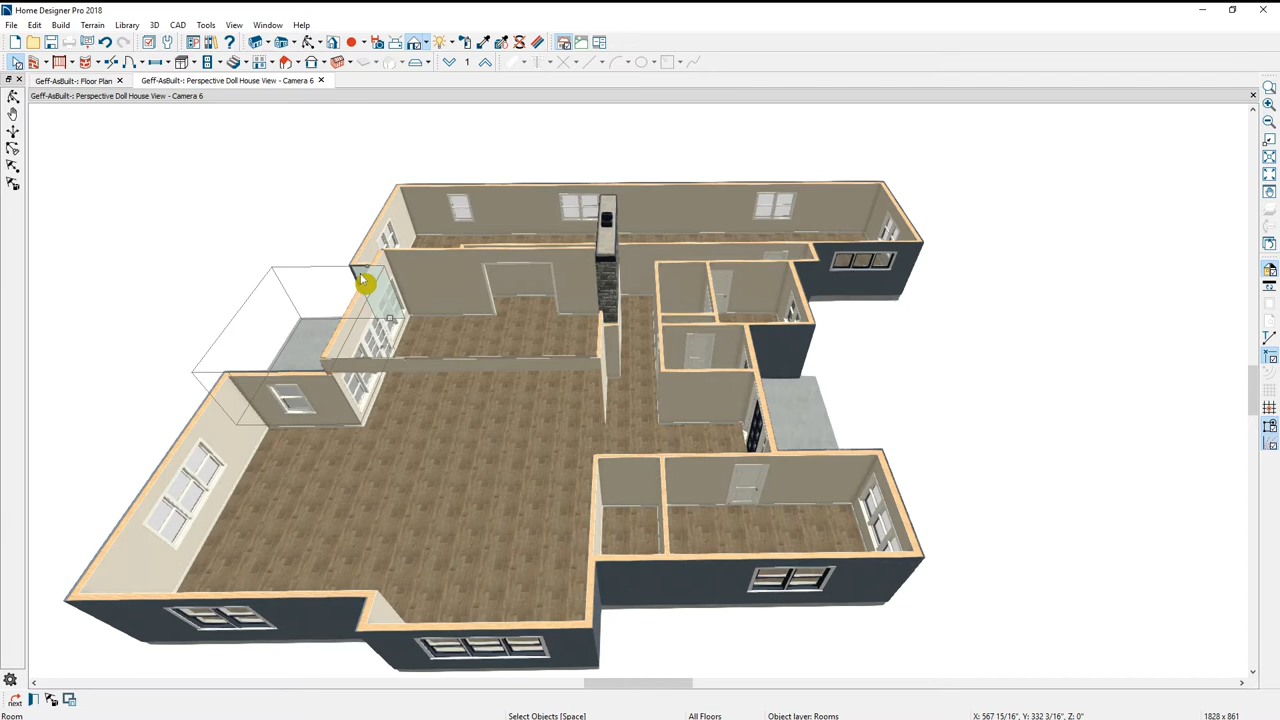 Home Designer Pro 2018
File Edit Build Terrain Library 3D CAD Tools View Window Help
1
Geff-AsBuilt-: Floor Plan
Geff-AsBuilt-: Perspective Doll House View - Camera 6
Geff-AsBuilt-: Perspective Doll House View - Camera 6
next
Room
Select Objects [Space]
All Floors
Object layer: Rooms
X: 567 15/16", Y: 332 3/16", Z: 0"
1828 x 861